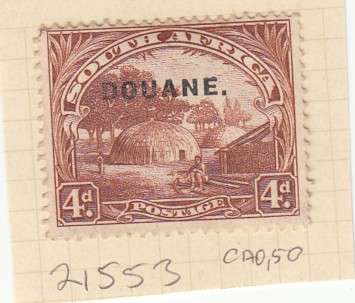 SOUTH AFRICA
DOUANE.
4d. 4d.
POSTAGE
21553 CA0,50